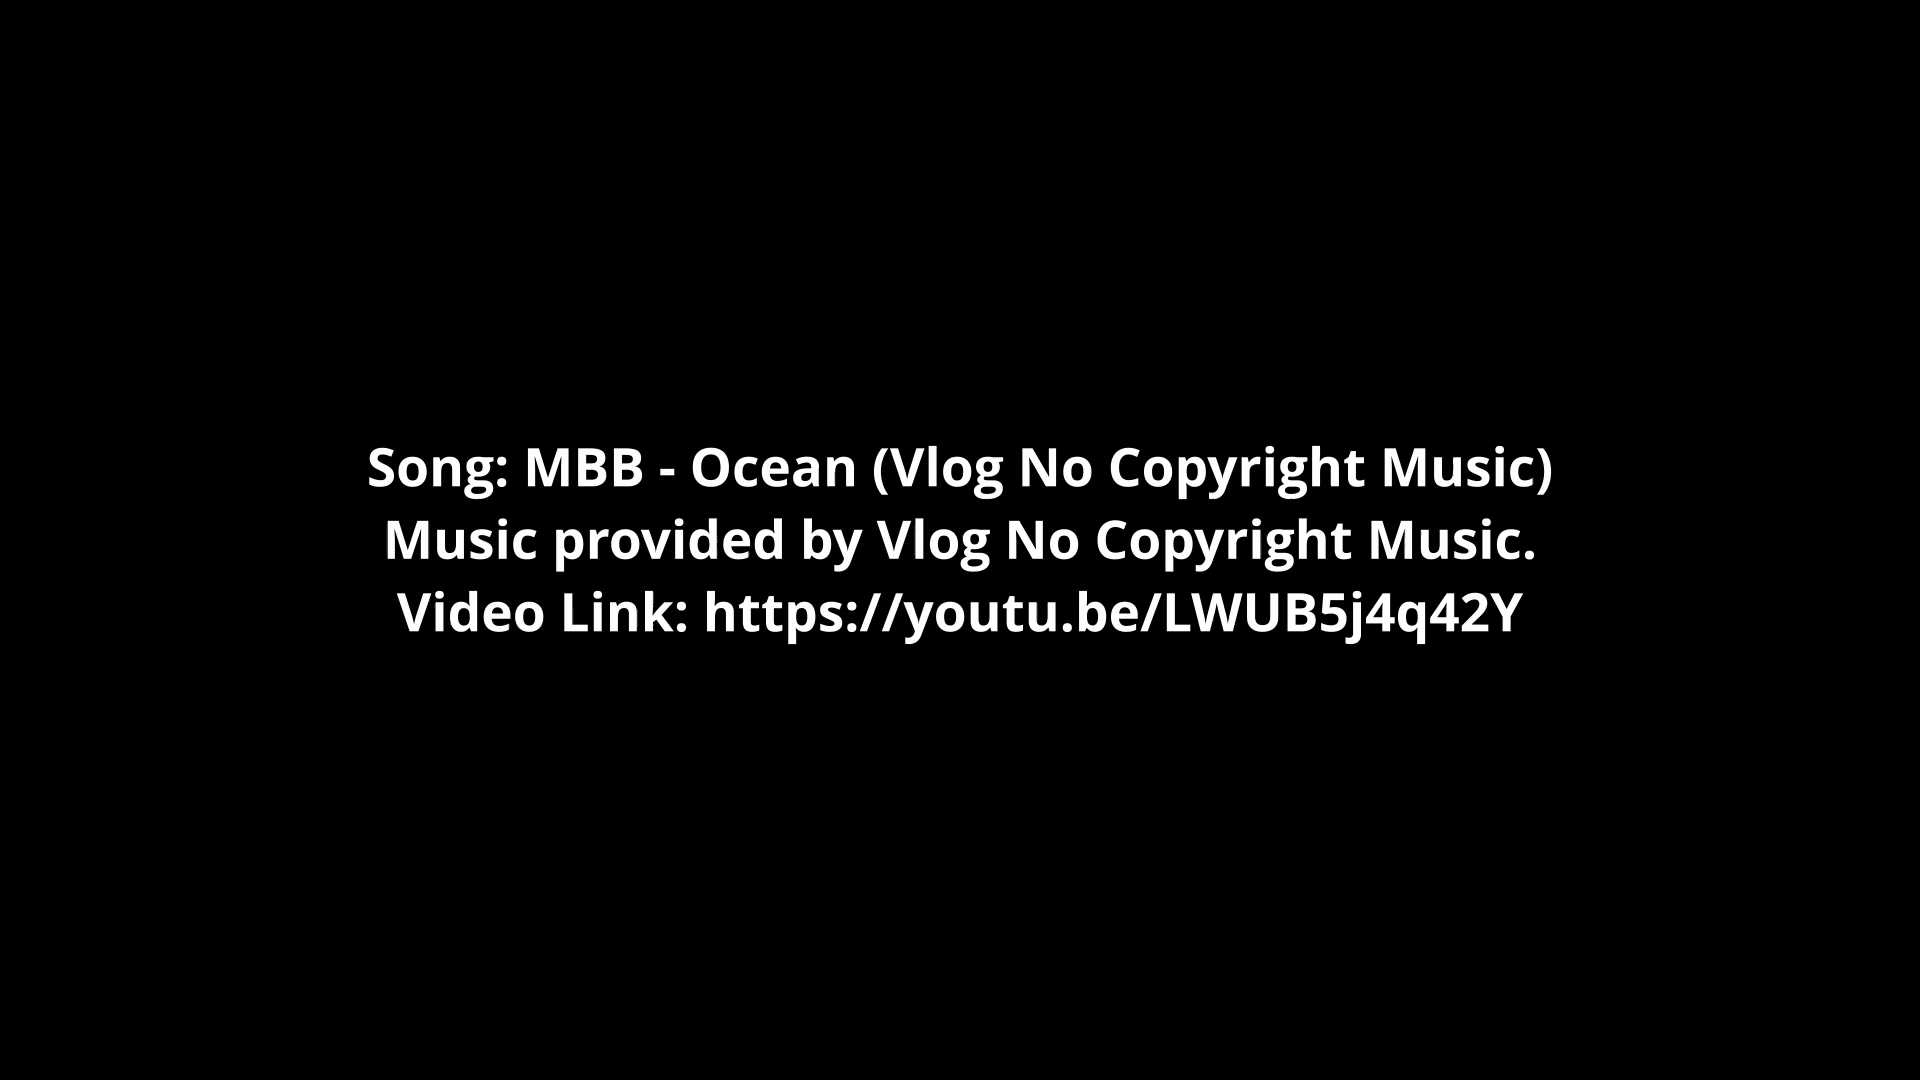 Song: MBB - Ocean (Vlog No Copyright Music)
Music provided by Vlog No Copyright Music.
Video Link: https://youtu.be/LWUB5j4q42Y